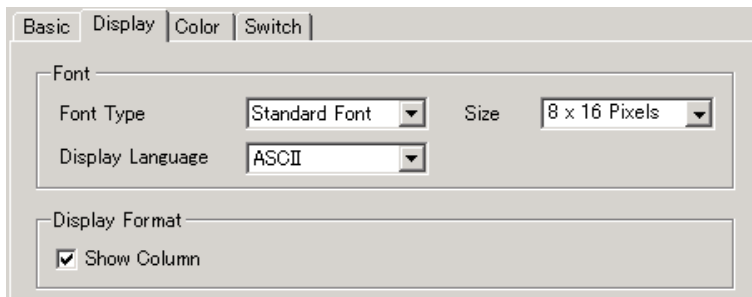 Basic Display Color Switch
Font
Font Type Standard Font Size 8 x 16 Pixels
Display Language ASCII
Display Format
Show Column